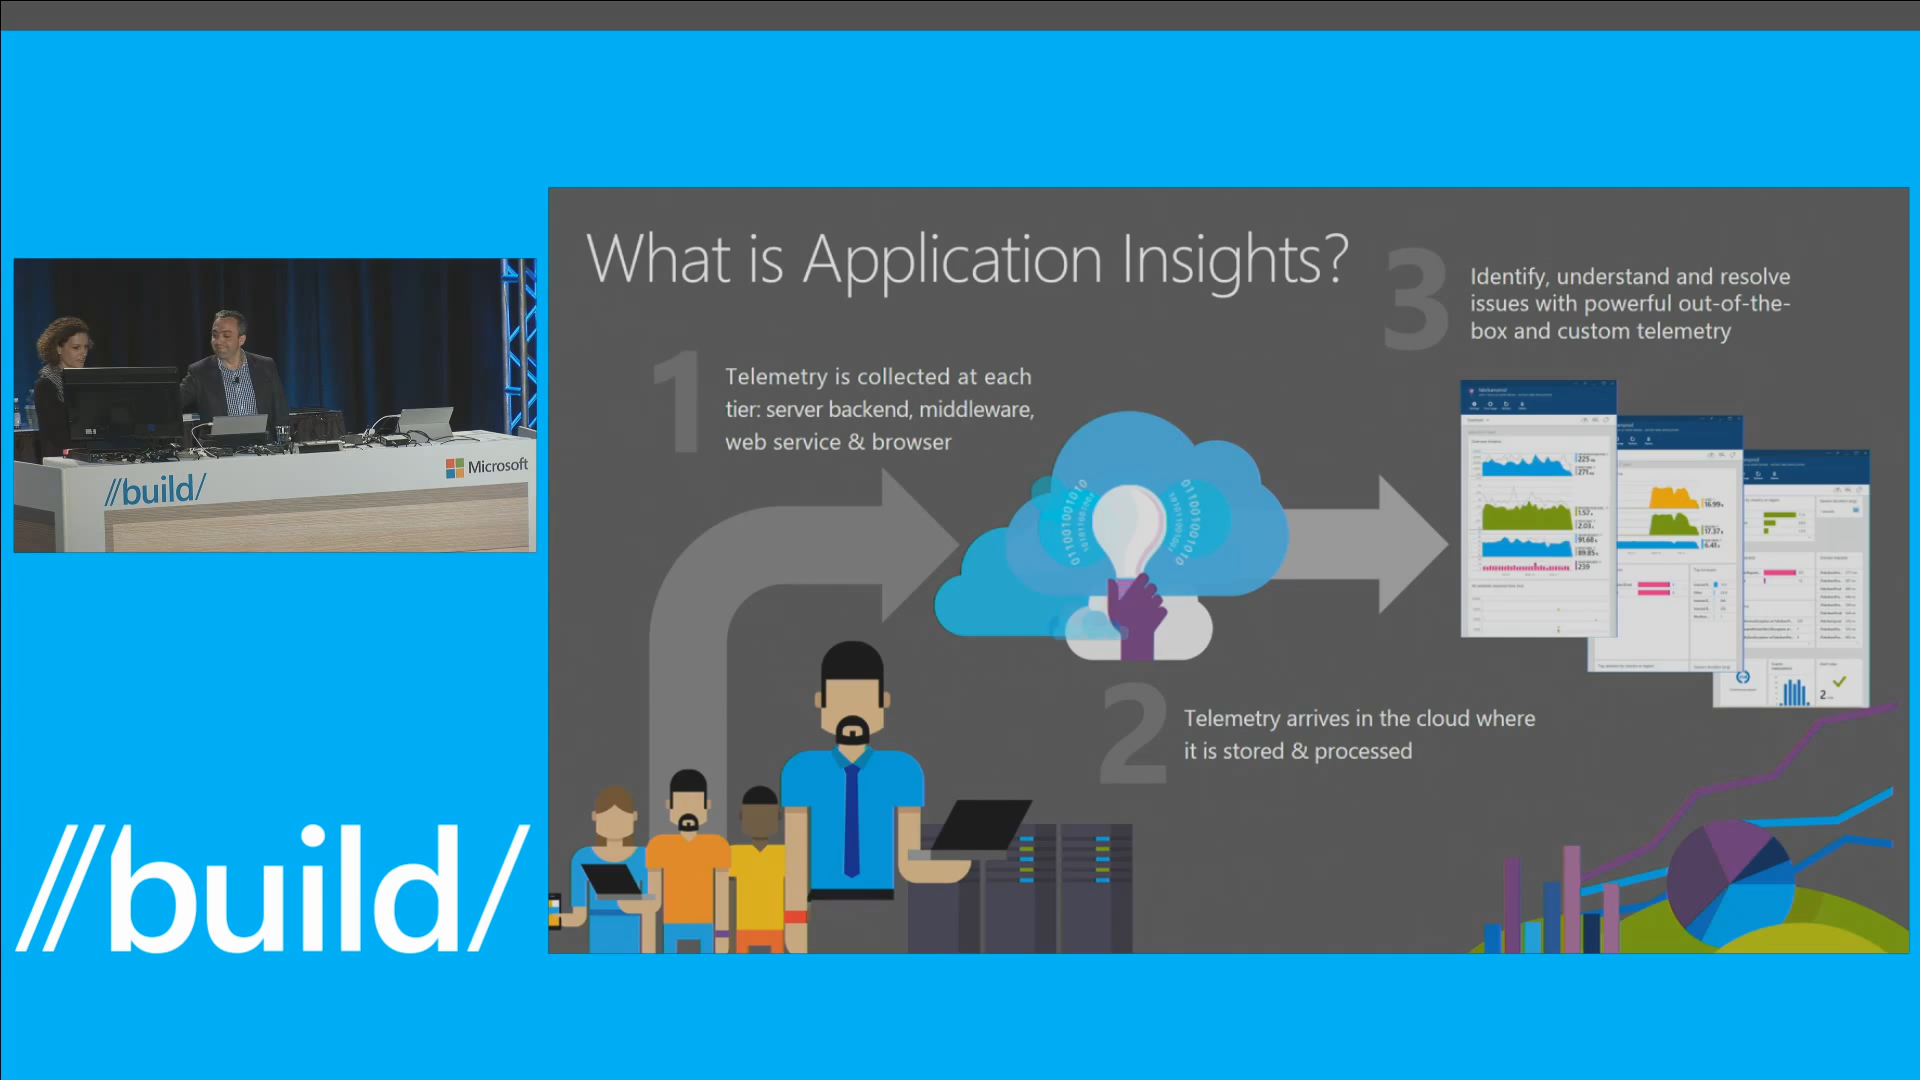 What is Application Insights?
1
Telemetry is collected at each
tier: server backend, middleware,
web service & browser
2
Telemetry arrives in the cloud where
it is stored & processed
3
Identify, understand and resolve
issues with powerful out-of-the-
box and custom telemetry
//build/
Microsoft
//build/